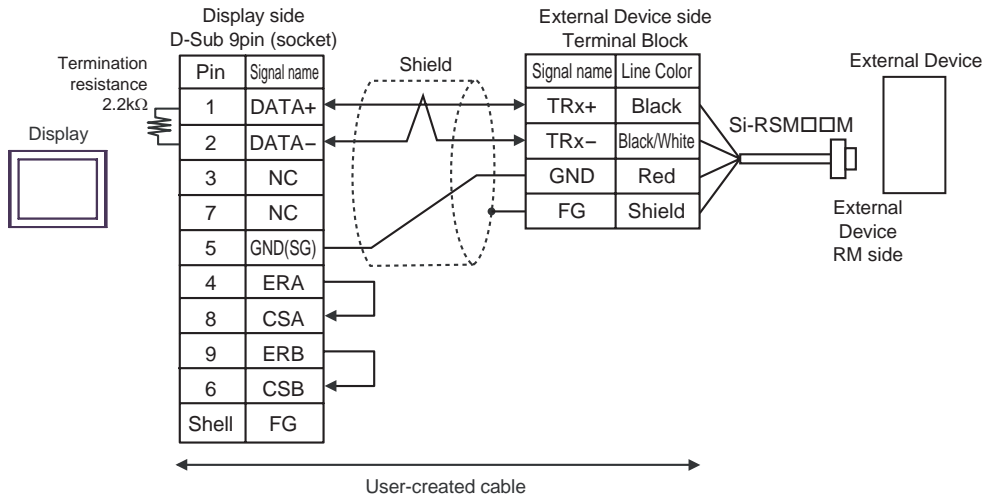 Display side
D-Sub 9pin (socket)
External Device side
Terminal Block
Termination
resistance
2.2kΩ
Display
Shield
External Device
Pin Signal name
1 DATA+
2 DATA−
3 NC
7 NC
5 GND(SG)
4 ERA
8 CSA
9 ERB
6 CSB
Shell FG
Signal name Line Color
TRx+ Black
TRx− Black/White
GND Red
FG Shield
Si-RSM□□M
External
Device
RM side
User-created cable